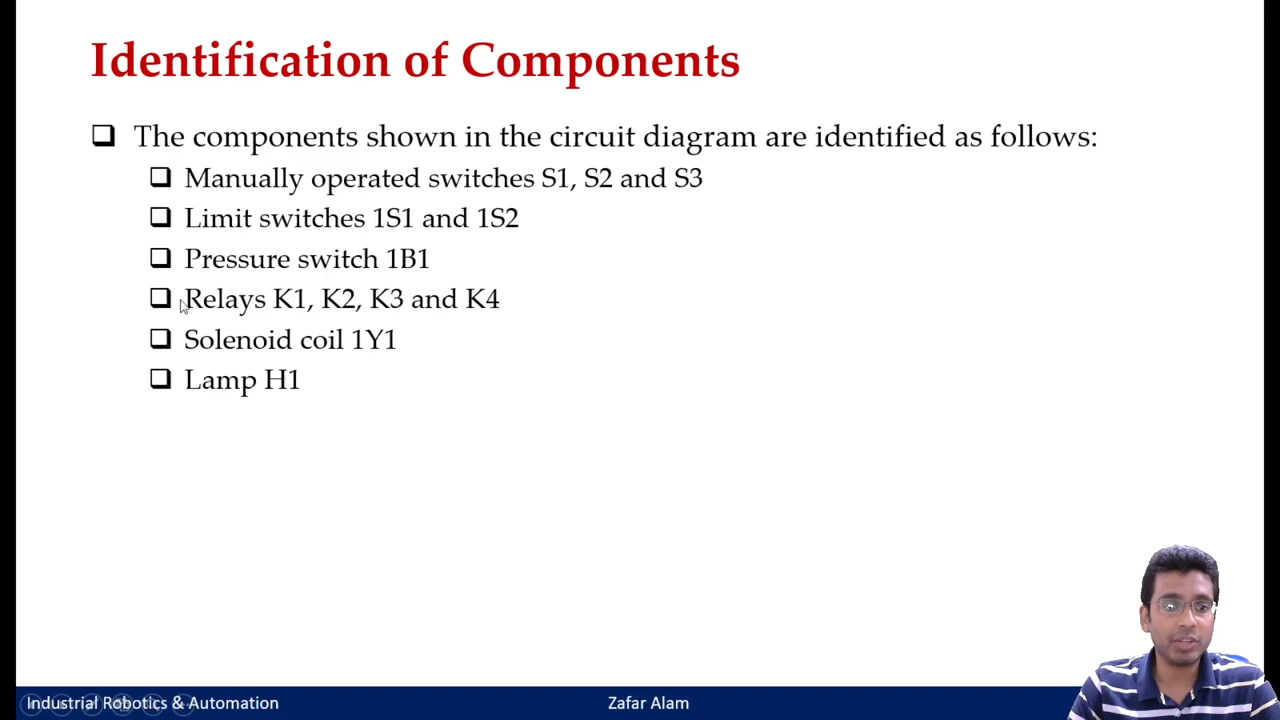 Identification of Components
The components shown in the circuit diagram are identified as follows:
Manually operated switches S1, S2 and S3
Limit switches 1S1 and 1S2
Pressure switch 1B1
Relays K1, K2, K3 and K4
Solenoid coil 1Y1
Lamp H1
Industrial Robotics & Automation
Zafar Alam